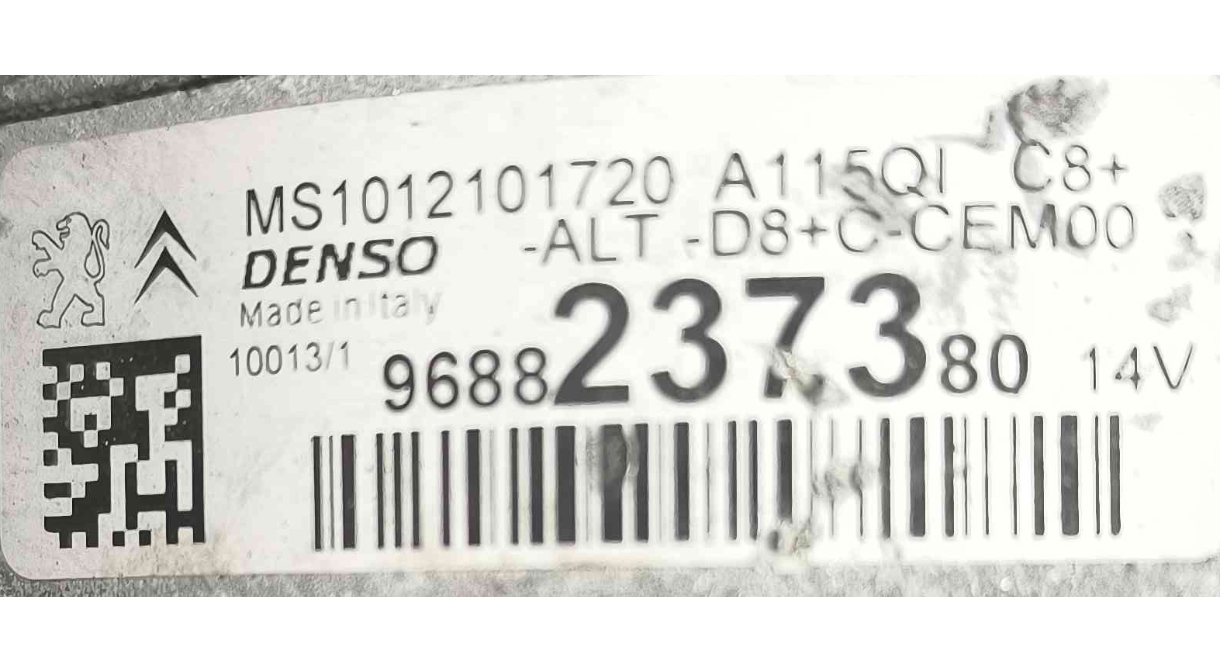 MS1012101720 A115QI C8+
DENSO -ALT -D8+C-CEM00
Made in Italy
10013/1 9688237380 14V